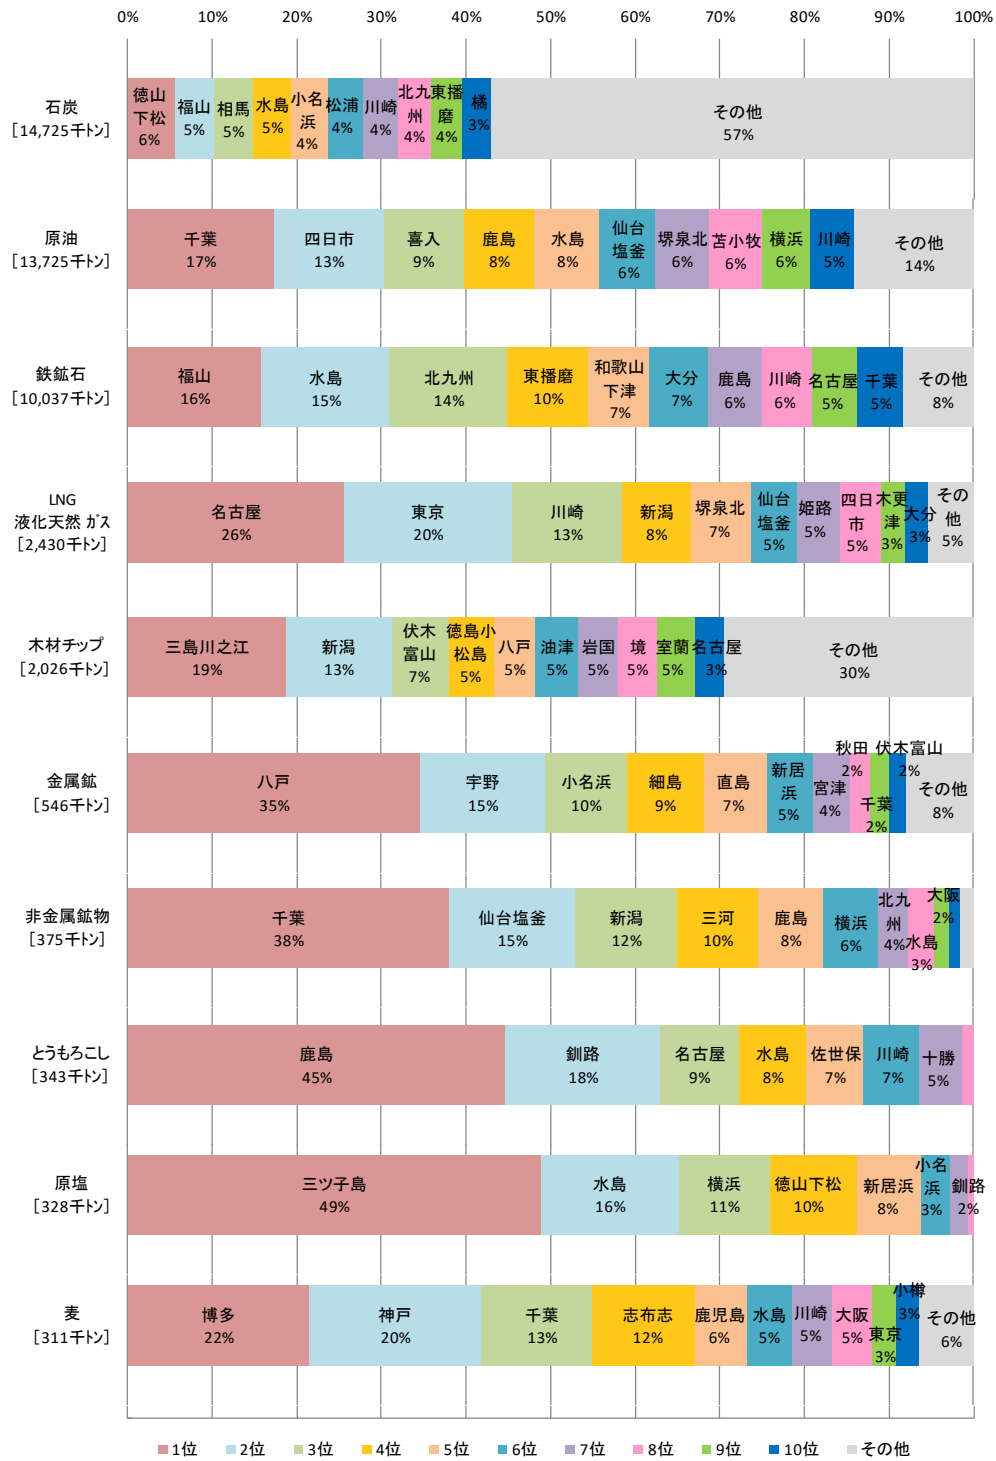 0% 10% 20% 30% 40% 50% 60% 70% 80% 90% 100%
石炭
[14,725千トン]
徳山
下松
6%
福山
5%
相馬
5%
水島
5%
小名
浜
4%
松浦
4%
川崎
4%
北九
州
4%
東播
磨
4%
橘
3%
その他
57%
原油
[13,725千トン]
千葉
17%
四日市
13%
喜入
9%
鹿島
8%
水島
8%
仙台
塩釜
6%
堺泉北
6%
苫小牧
6%
横浜
6%
川崎
5%
その他
14%
鉄鉱石
[10,037千トン]
福山
16%
水島
15%
北九州
14%
東播磨
10%
和歌山
下津
7%
大分
7%
鹿島
6%
川崎
6%
名古屋
5%
千葉
5%
その他
8%
LNG
液化天然 ガス
[2,430千トン]
名古屋
26%
東京
20%
川崎
13%
新潟
8%
堺泉北
7%
仙台
塩釜
5%
姫路
5%
四日
市
5%
木更
津
3%
大分
3%
その
他
5%
木材チップ
[2,026千トン]
三島川之江
19%
新潟
13%
伏木
富山
7%
徳島小
松島
5%
八戸
5%
油津
5%
岩国
5%
境
5%
室蘭
5%
名古屋
3%
その他
30%
金属鉱
[546千トン]
八戸
35%
宇野
15%
小名浜
10%
細島
9%
直島
7%
新居
浜
5%
宮津
4%
秋田
2%
千葉
2%
伏木富山
2%
その他
8%
非金属鉱物
[375千トン]
千葉
38%
仙台塩釜
15%
新潟
12%
三河
10%
鹿島
8%
横浜
6%
北九
州
4%
水島
3%
大阪
2%
とうもろこし
[343千トン]
鹿島
45%
釧路
18%
名古屋
9%
水島
8%
佐世保
7%
川崎
7%
十勝
5%
原塩
[328千トン]
三ツ子島
49%
水島
16%
横浜
11%
徳山下松
10%
新居浜
8%
小名
浜
3%
釧路
2%
麦
[311千トン]
博多
22%
神戸
20%
千葉
13%
志布志
12%
鹿児島
6%
水島
5%
川崎
5%
大阪
5%
東京
3%
小樽
3%
その他
6%
1位 2位 3位 4位 5位 6位 7位 8位 9位 10位 その他